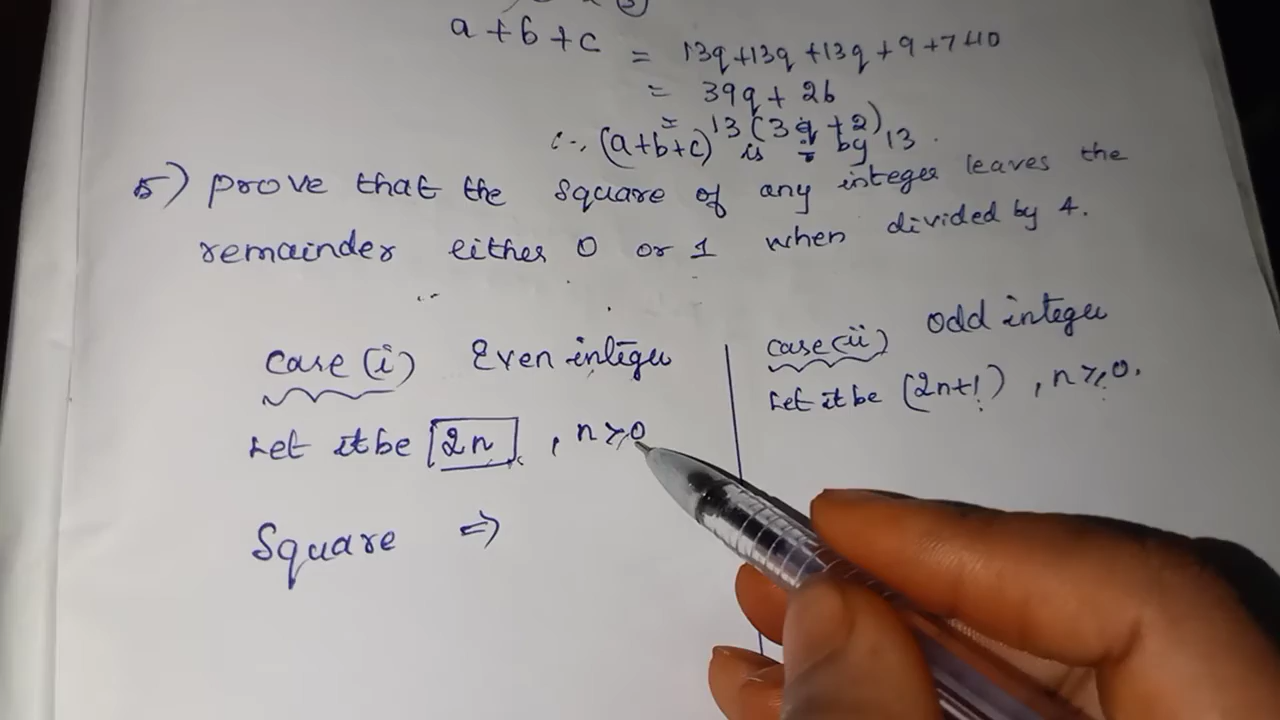 a + b + c = 13q + 13q + 13q + 9 + 7 + 10
= 39q + 26
= 13(3q + 2)
∴ (a+b+c) is ÷ by 13.
5) prove that the square of any integer leaves the
remainder either 0 or 1 when divided by 4.
case(i) Even integer
Let it be 2n , n ≥ 0
Square ⇒
case(ii) Odd integer
Let it be (2n+1) , n ≥ 0.